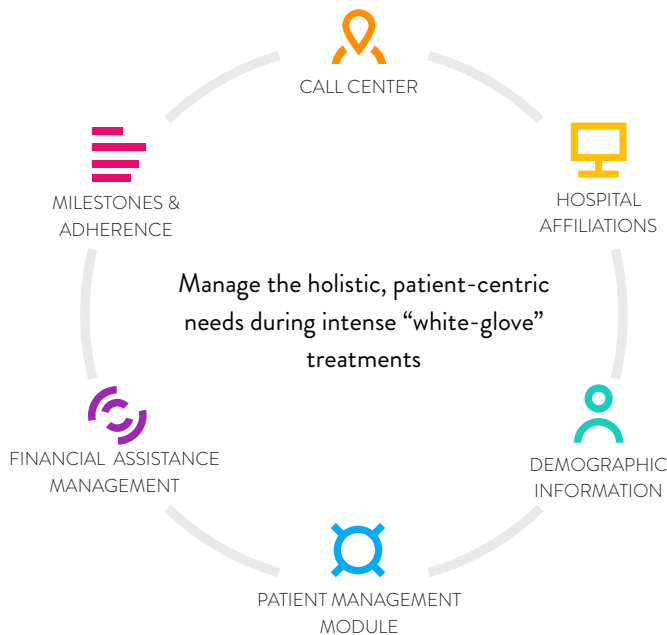 CALL CENTER
HOSPITAL
AFFILIATIONS
DEMOGRAPHIC
INFORMATION
PATIENT MANAGEMENT
MODULE
FINANCIAL ASSISTANCE
MANAGEMENT
MILESTONES &
ADHERENCE
Manage the holistic, patient-centric
needs during intense “white-glove”
treatments